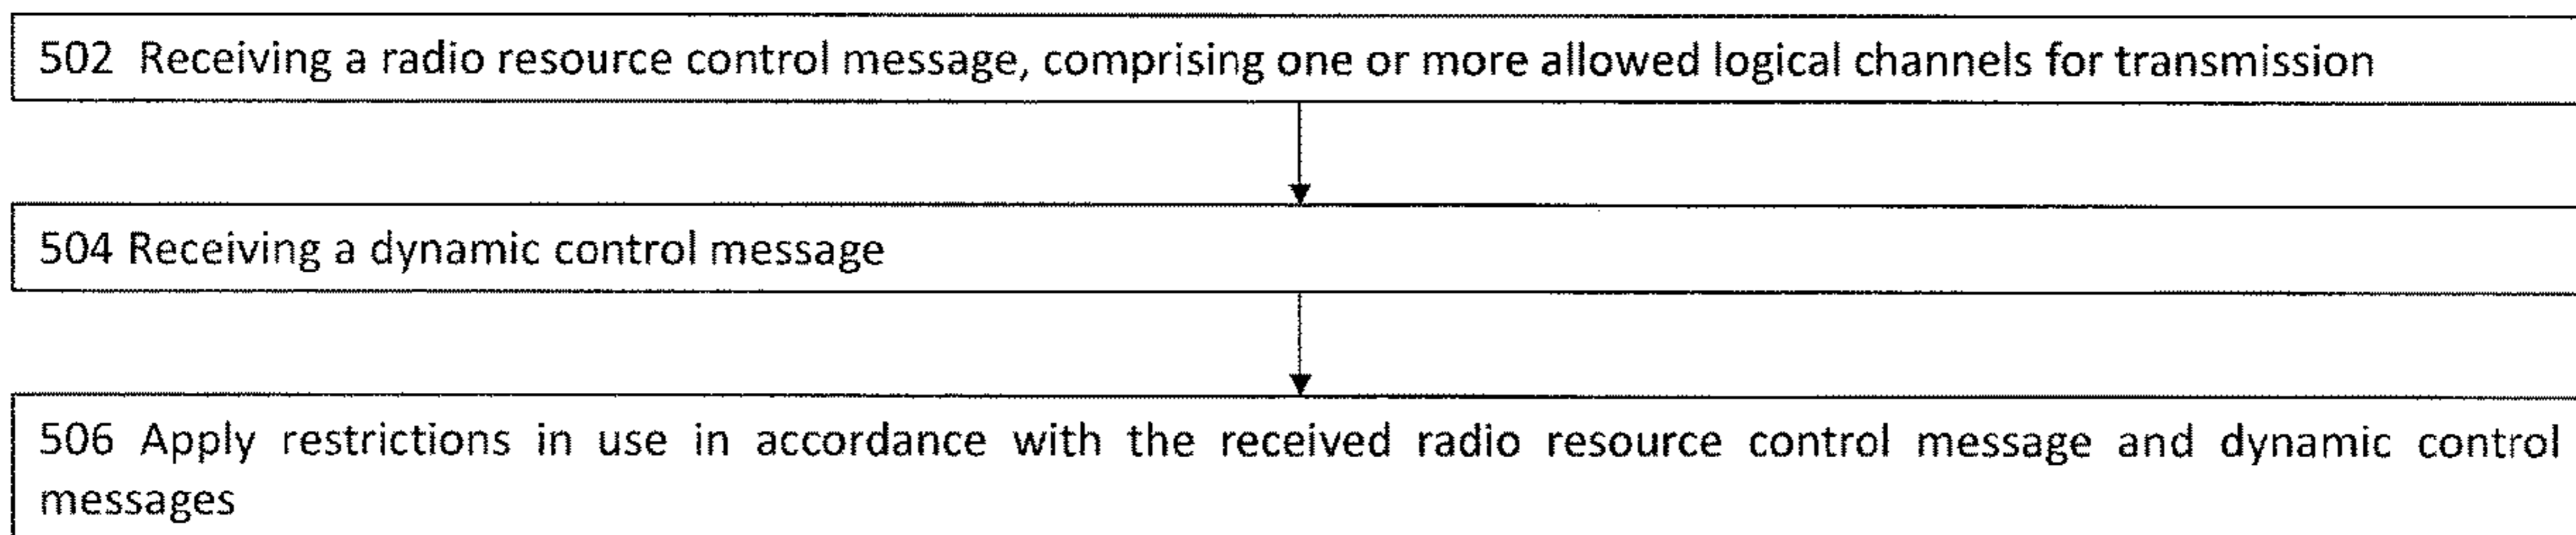 502 Receiving a radio resource control message, comprising one or more allowed logical channels for transmission
504 Receiving a dynamic control message
506 Apply restrictions in use in accordance with the received radio resource control message and dynamic control
messages